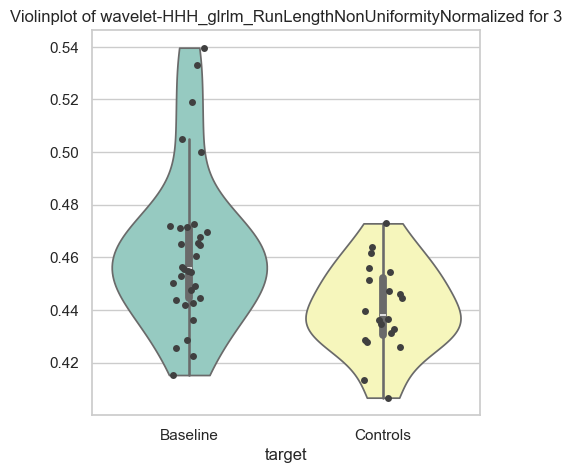 Violinplot of wavelet-HHH_glrlm_RunLengthNonUniformityNormalized for 3
0.54
0.52
0.50
0.48
0.46
0.44
0.42
Baseline Controls
target